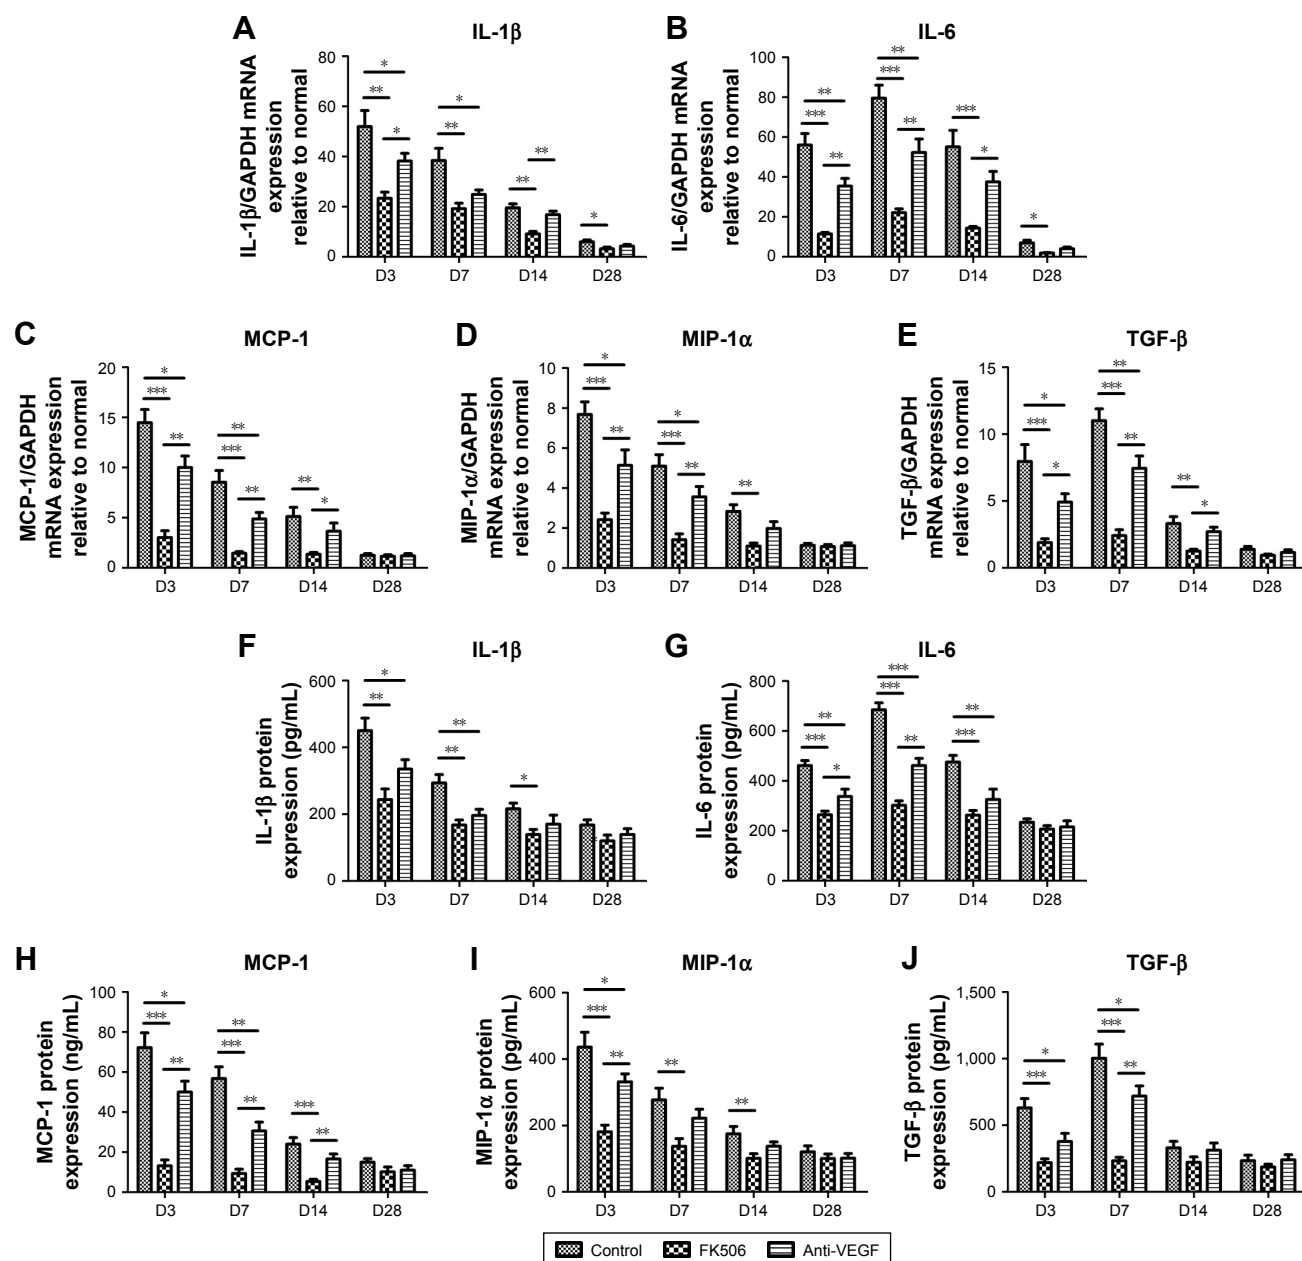 A IL-1β
IL-1β/GAPDH mRNA
expression
relative to normal
80
60
40
20
0
* ** * * ** ** ** *
D3 D7 D14 D28
B IL-6
IL-6/GAPDH mRNA
expression
relative to normal
100
80
60
40
20
0
** *** ** ** *** ** *** * *
D3 D7 D14 D28
C MCP-1
MCP-1/GAPDH
mRNA expression
relative to normal
20
15
10
5
0
* *** ** ** *** ** ** *
D3 D7 D14 D28
D MIP-1α
MIP-1α/GAPDH
mRNA expression
relative to normal
10
8
6
4
2
0
* *** ** * *** ** **
D3 D7 D14 D28
E TGF-β
TGF-β/GAPDH
mRNA expression
relative to normal
15
10
5
0
* *** * ** *** ** ** *
D3 D7 D14 D28
F IL-1β
IL-1β protein
expression (pg/mL)
600
400
200
0
* ** ** ** *
D3 D7 D14 D28
G IL-6
IL-6 protein
expression (pg/mL)
800
600
400
200
0
** *** * *** *** ** ** ***
D3 D7 D14 D28
H MCP-1
MCP-1 protein
expression (ng/mL)
100
80
60
40
20
0
* *** ** ** *** ** *** **
D3 D7 D14 D28
I MIP-1α
MIP-1α protein
expression (pg/mL)
600
400
200
0
* *** ** ** **
D3 D7 D14 D28
J TGF-β
TGF-β protein
expression (pg/mL)
1,500
1,000
500
0
* *** * *** **
D3 D7 D14 D28
Control FK506 Anti-VEGF